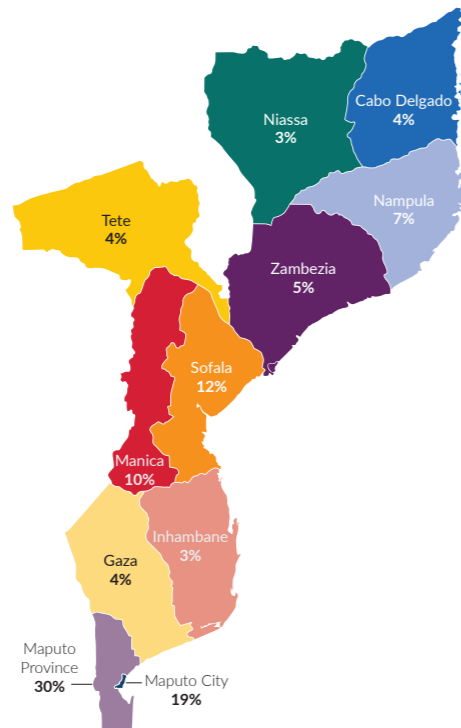 Cabo Delgado
4%
Niassa
3%
Nampula
7%
Tete
4%
Zambezia
5%
Sofala
12%
Manica
10%
Inhambane
3%
Gaza
4%
Maputo
Province
30%
Maputo City
19%